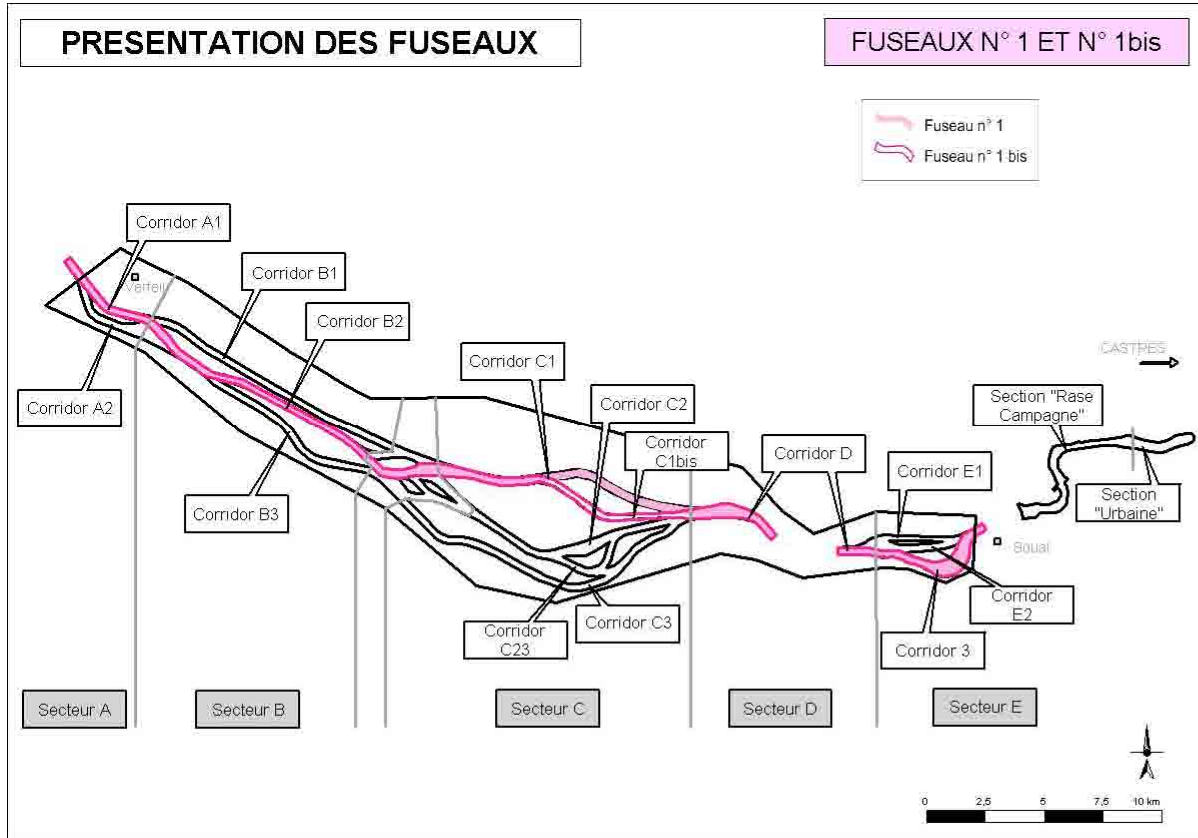 PRESENTATION DES FUSEAUX
FUSEAUX N° 1 ET N° 1bis
Fuseau n° 1
Fuseau n° 1 bis
Corridor A1
Verfeil
Corridor B1
Corridor B2
Corridor C1
Corridor C2
Corridor
C1bis
CASTRES
Section "Rase
Campagne"
Corridor A2
Corridor D
Corridor E1
Section
"Urbaine"
Corridor B3
Soual
Corridor
E2
Corridor
C23
Corridor C3
Corridor 3
Secteur A
Secteur B
Secteur C
Secteur D
Secteur E
0 2,5 5 7,5 10 km